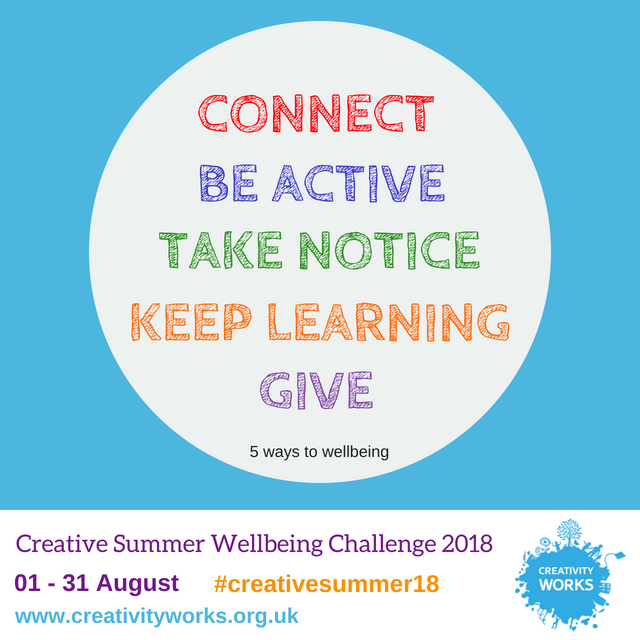 CONNECT
BE ACTIVE
TAKE NOTICE
KEEP LEARNING
GIVE
5 ways to wellbeing
Creative Summer Wellbeing Challenge 2018
01 - 31 August #creativesummer18
www.creativityworks.org.uk
CREATIVITY
WORKS